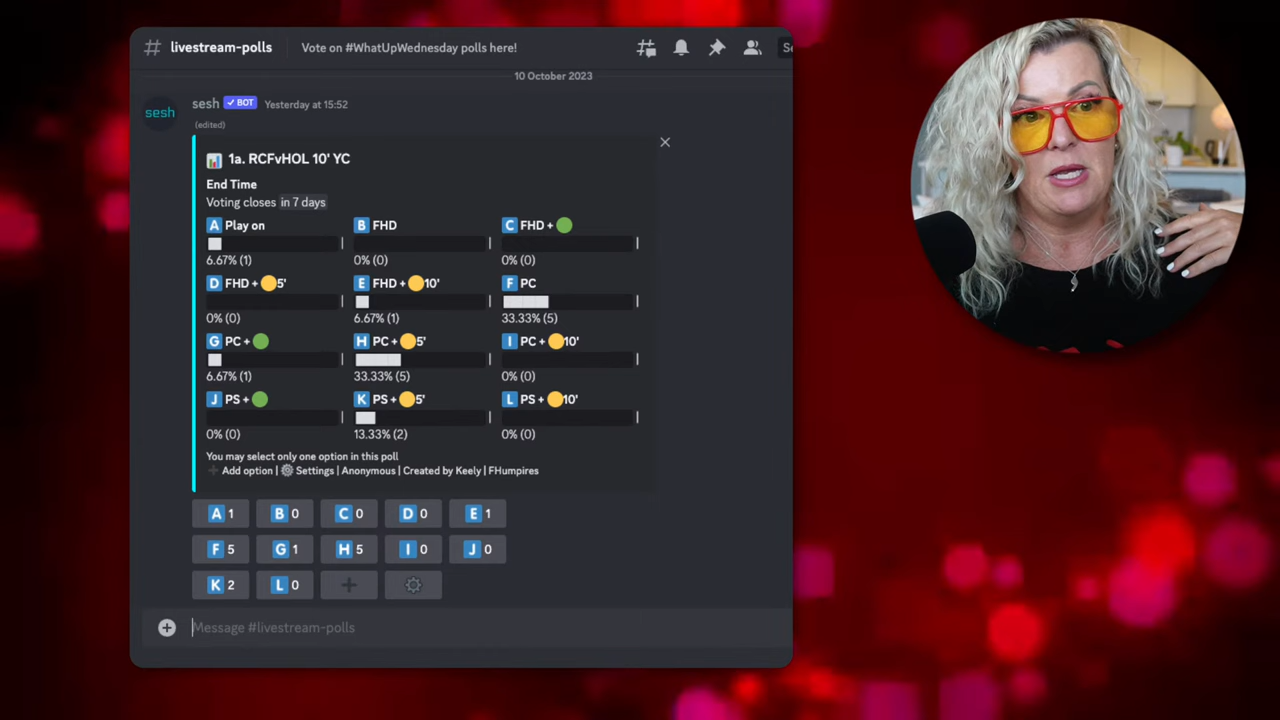 # livestream-polls | Vote on #WhatUpWednesday polls here!
10 October 2023
sesh
sesh ✓ BOT Yesterday at 15:52
(edited)
1a. RCFvHOL 10' YC
End Time
Voting closes in 7 days
A Play on B FHD C FHD + 🟢
6.67% (1) 0% (0) 0% (0)
D FHD + 🟡5' E FHD + 🟡10' F PC
0% (0) 6.67% (1) 33.33% (5)
G PC + 🟢 H PC + 🟡5' I PC + 🟡10'
6.67% (1) 33.33% (5) 0% (0)
J PS + 🟢 K PS + 🟡5' L PS + 🟡10'
0% (0) 13.33% (2) 0% (0)
You may select only one option in this poll
➕ Add option | ⚙️ Settings | Anonymous | Created by Keely | FHumpires
A 1 B 0 C 0 D 0 E 1
F 5 G 1 H 5 I 0 J 0
K 2 L 0
Message #livestream-polls